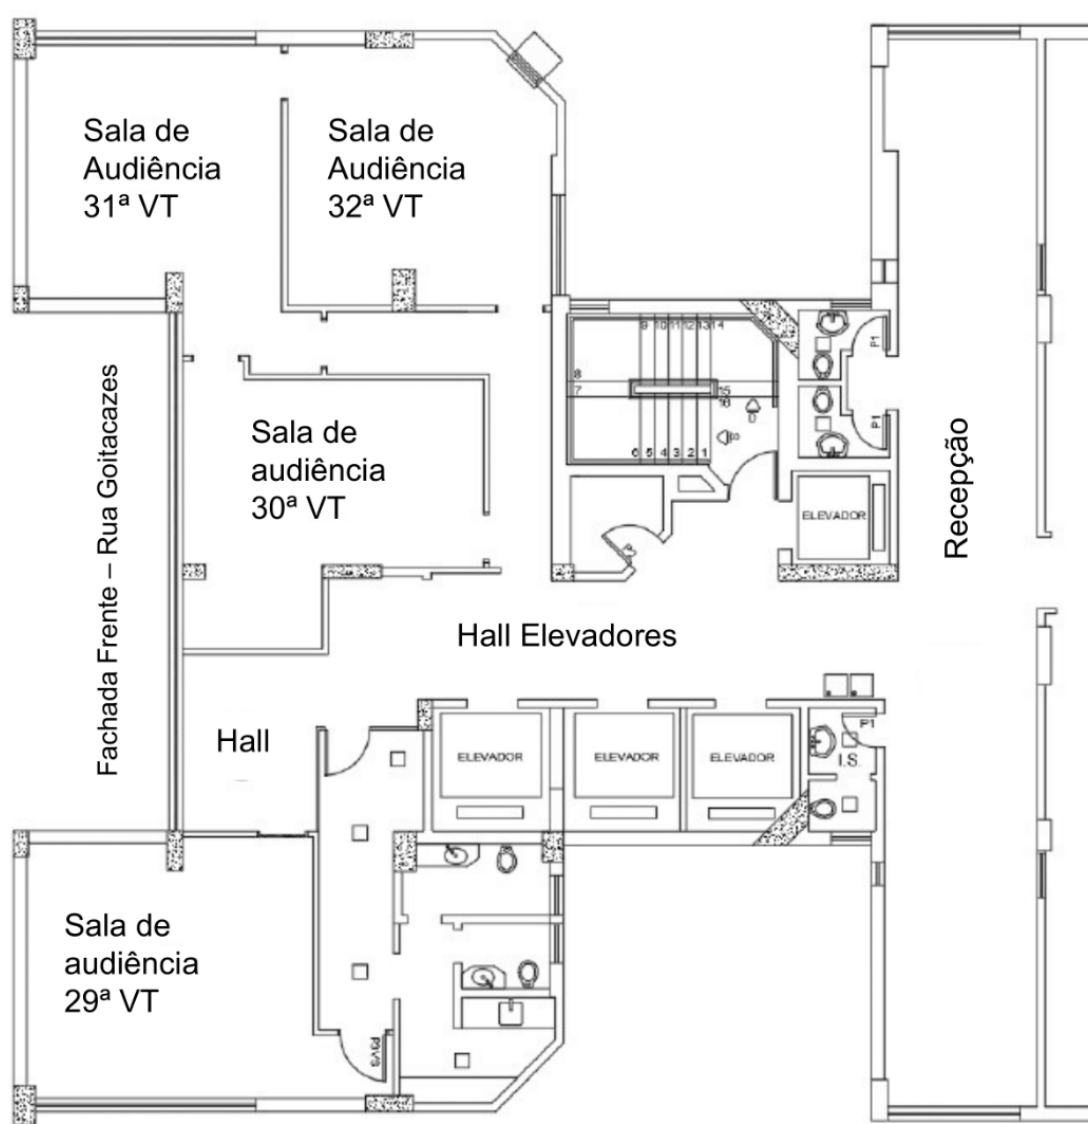 Sala de
Audiência
31ª VT
Sala de
Audiência
32ª VT
Sala de
audiência
30ª VT
Fachada Frente – Rua Goitacazes
9 10 11 12 13 14
8
7
15
16
6 5 4 3 2 1
D
S
P1
P1
ELEVADOR
Recepção
Hall Elevadores
Hall
ELEVADOR
ELEVADOR
ELEVADOR
P1
I.S.
Sala de
audiência
29ª VT